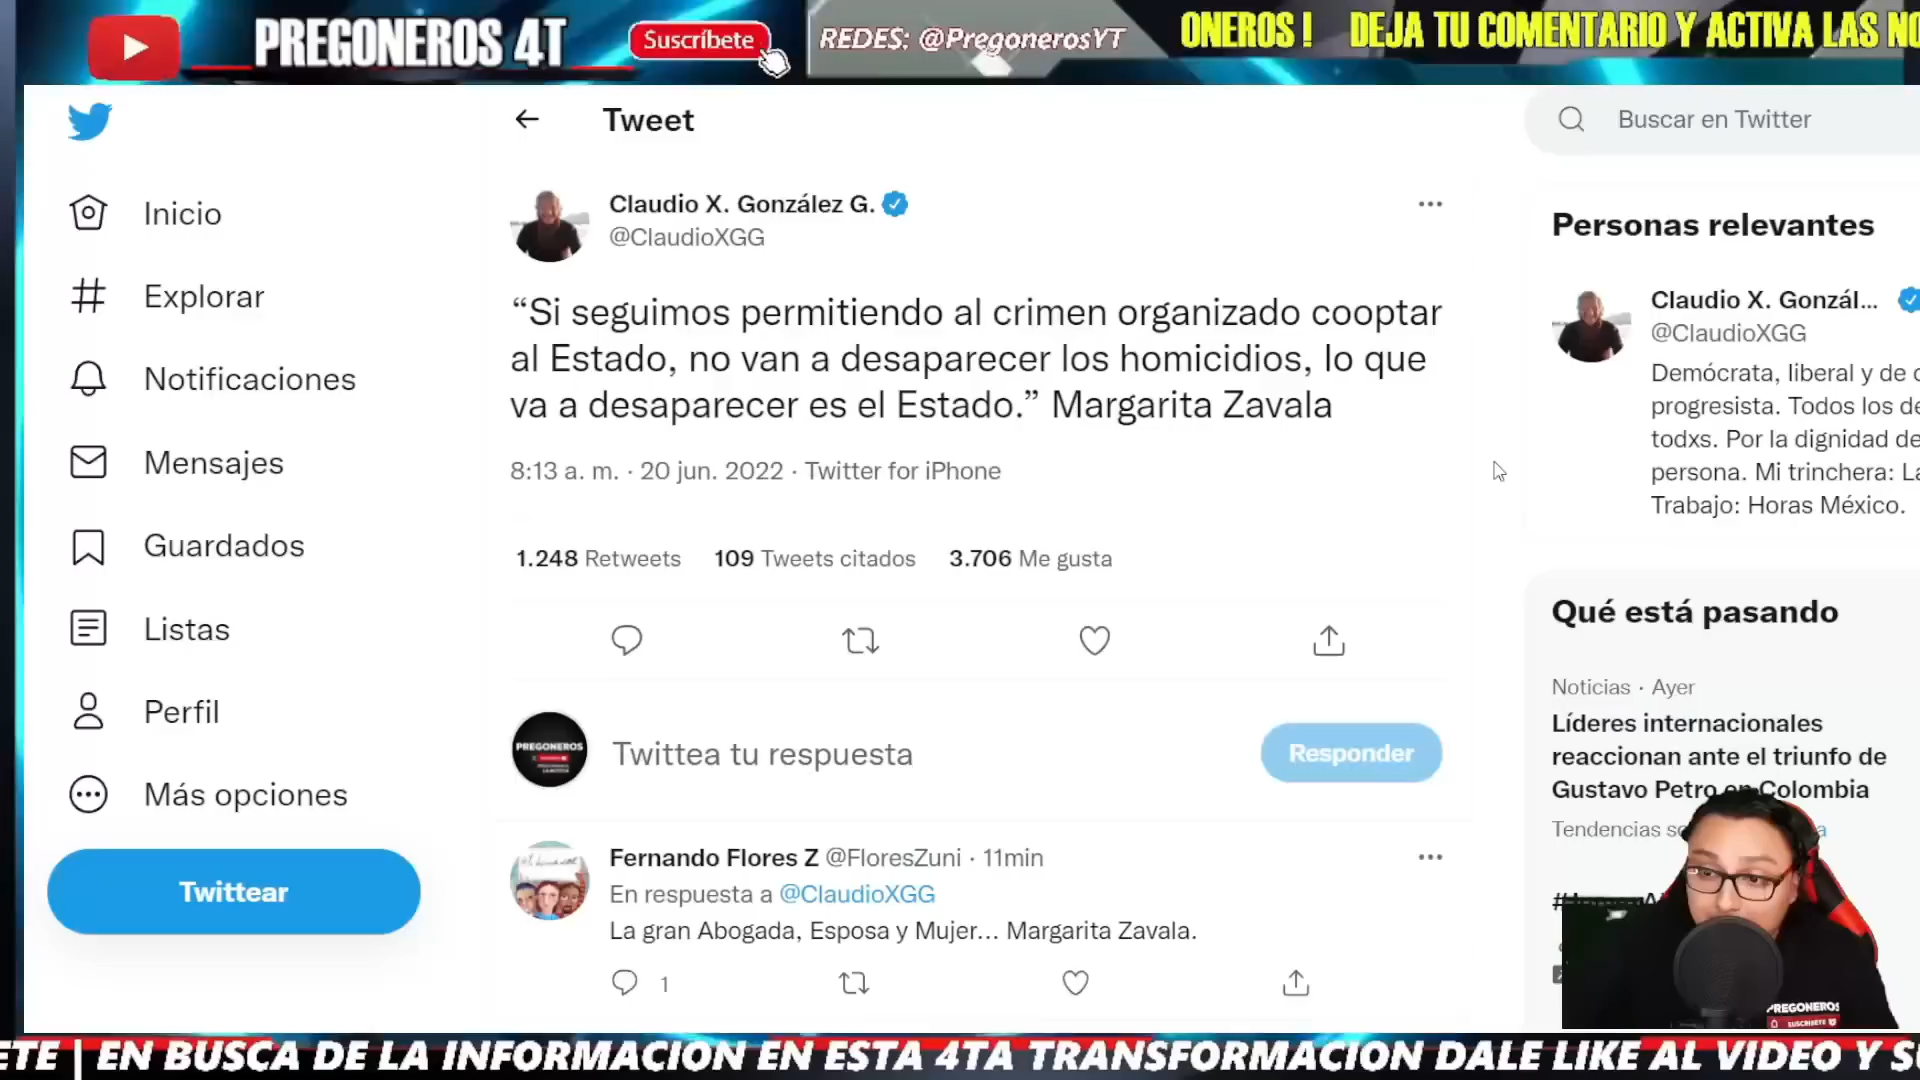 PREGONEROS 4T
Suscríbete
REDES: @PregonerosYT
ONEROS ! DEJA TU COMENTARIO Y ACTIVA LAS
Tweet
Buscar en Twitter
Inicio
Explorar
Notificaciones
Mensajes
Guardados
Listas
Perfil
Más opciones
Twittear
Claudio X. González G.
@ClaudioXGG
“Si seguimos permitiendo al crimen organizado cooptar
al Estado, no van a desaparecer los homicidios, lo que
va a desaparecer es el Estado.” Margarita Zavala
8:13 a. m. · 20 jun. 2022 · Twitter for iPhone
1.248 Retweets 109 Tweets citados 3.706 Me gusta
PREGONEROS
Twittea tu respuesta
Responder
Fernando Flores Z @FloresZuni · 11min
En respuesta a @ClaudioXGG
La gran Abogada, Esposa y Mujer... Margarita Zavala.
1
Personas relevantes
Claudio X. Gonzál...
@ClaudioXGG
Demócrata, liberal y de
progresista. Todos los
todxs. Por la dignidad de
persona. Mi trinchera:
Trabajo: Horas México.
Qué está pasando
Noticias · Ayer
Líderes internacionales
reaccionan ante el triunfo de
Gustavo Petro en Colombia
Tendencias
PREGONEROS
SUSCRIBETE
ETE | EN BUSCA DE LA INFORMACION EN ESTA 4TA TRANSFORMACION DALE LIKE AL VIDEO Y